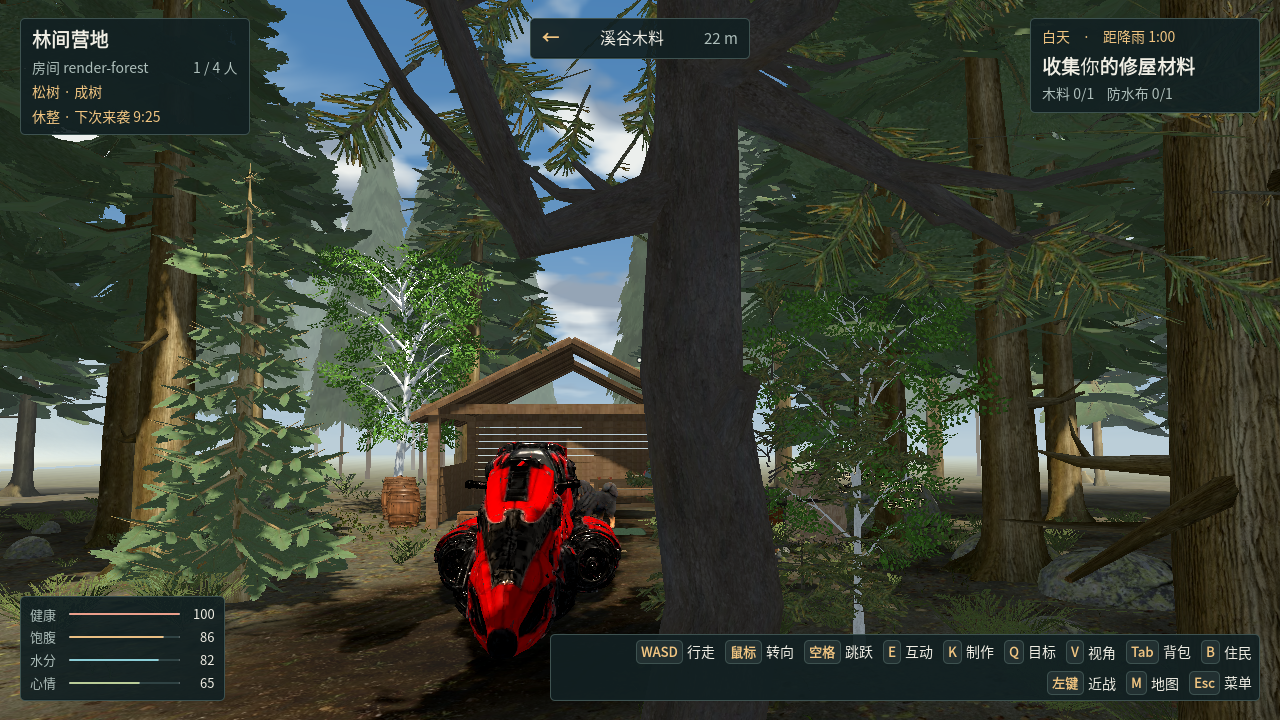 林间营地
房间 render-forest 1 / 4 人
松树 · 成树
休整 · 下次来袭 9:25
← 溪谷木料 22 m
白天 · 距降雨 1:00
收集你的修屋材料
木料 0/1 防水布 0/1
健康 100
饱腹 86
水分 82
心情 65
WASD 行走 鼠标 转向 空格 跳跃 E 互动 K 制作 Q 目标 V 视角 Tab 背包 B 住民
左键 近战 M 地图 Esc 菜单